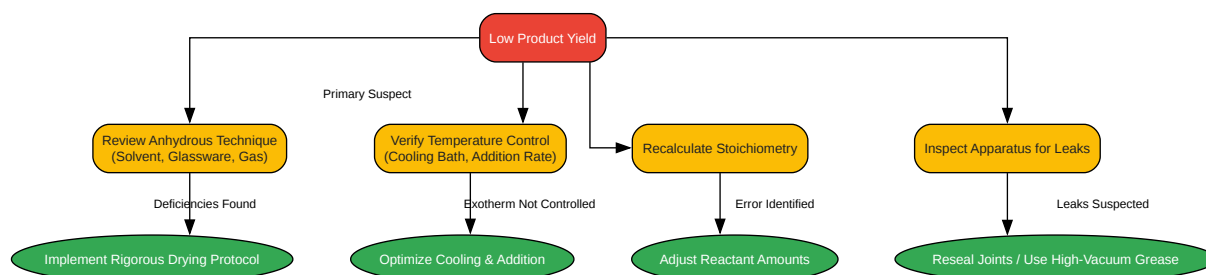 Low Product Yield
Primary Suspect
Review Anhydrous Technique
(Solvent, Glassware, Gas)
Verify Temperature Control
(Cooling Bath, Addition Rate)
Recalculate Stoichiometry
Inspect Apparatus for Leaks
Deficiencies Found
Exotherm Not Controlled
Error Identified
Leaks Suspected
Implement Rigorous Drying Protocol
Optimize Cooling & Addition
Adjust Reactant Amounts
Reseal Joints / Use High-Vacuum Grease